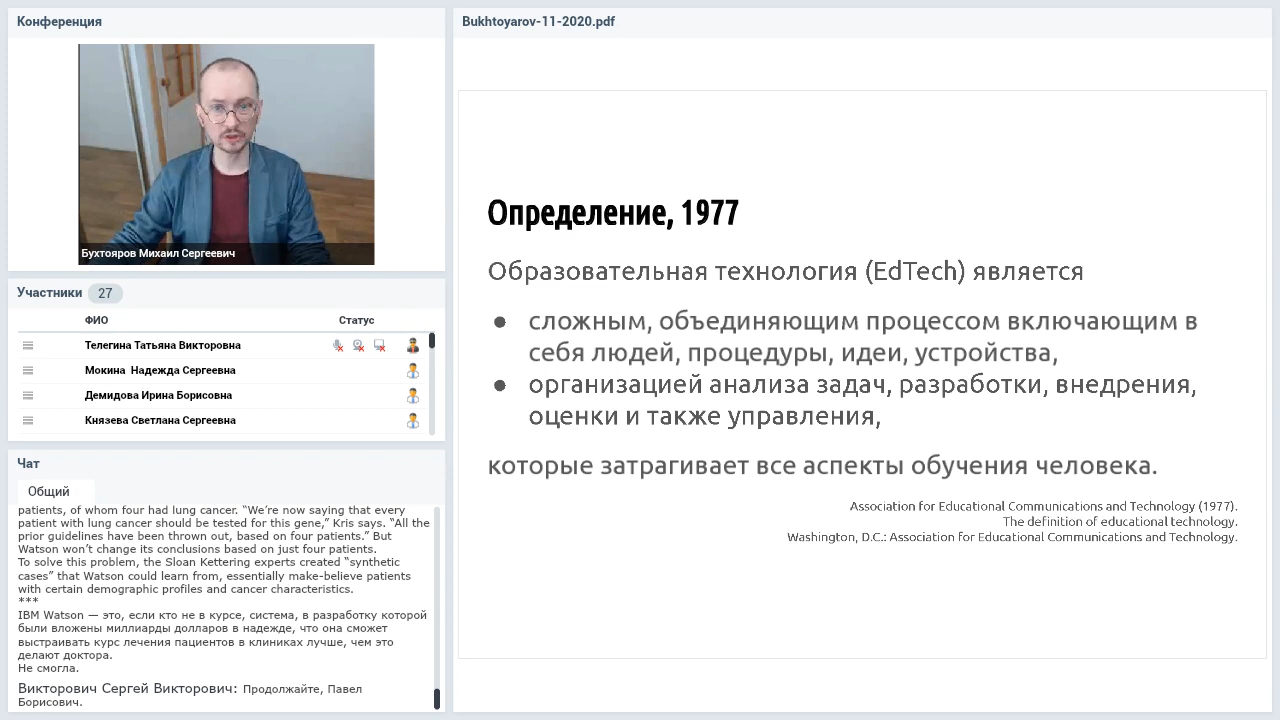 Конференция
Бухтояров Михаил Сергеевич
Участники 27
ФИО Статус
Телегина Татьяна Викторовна
Мокина Надежда Сергеевна
Демидова Ирина Борисовна
Князева Светлана Сергеевна
Чат
Общий
patients, of whom four had lung cancer. “We’re now saying that every
patient with lung cancer should be tested for this gene,” Kris says. “All the
prior guidelines have been thrown out, based on four patients.” But
Watson won’t change its conclusions based on just four patients.
To solve this problem, the Sloan Kettering experts created “synthetic
cases” that Watson could learn from, essentially make-believe patients
with certain demographic profiles and cancer characteristics.
***
IBM Watson — это, если кто не в курсе, система, в разработку которой
были вложены миллиарды долларов в надежде, что она сможет
выстраивать курс лечения пациентов в клиниках лучше, чем это
делают доктора.
Не смогла.
Викторович Сергей Викторович: Продолжайте, Павел
Борисович.
Bukhtoyarov-11-2020.pdf
Определение, 1977
Образовательная технология (EdTech) является
● сложным, объединяющим процессом включающим в
себя людей, процедуры, идеи, устройства,
● организацией анализа задач, разработки, внедрения,
оценки и также управления,
которые затрагивает все аспекты обучения человека.
Association for Educational Communications and Technology (1977).
The definition of educational technology.
Washington, D.C.: Association for Educational Communications and Technology.